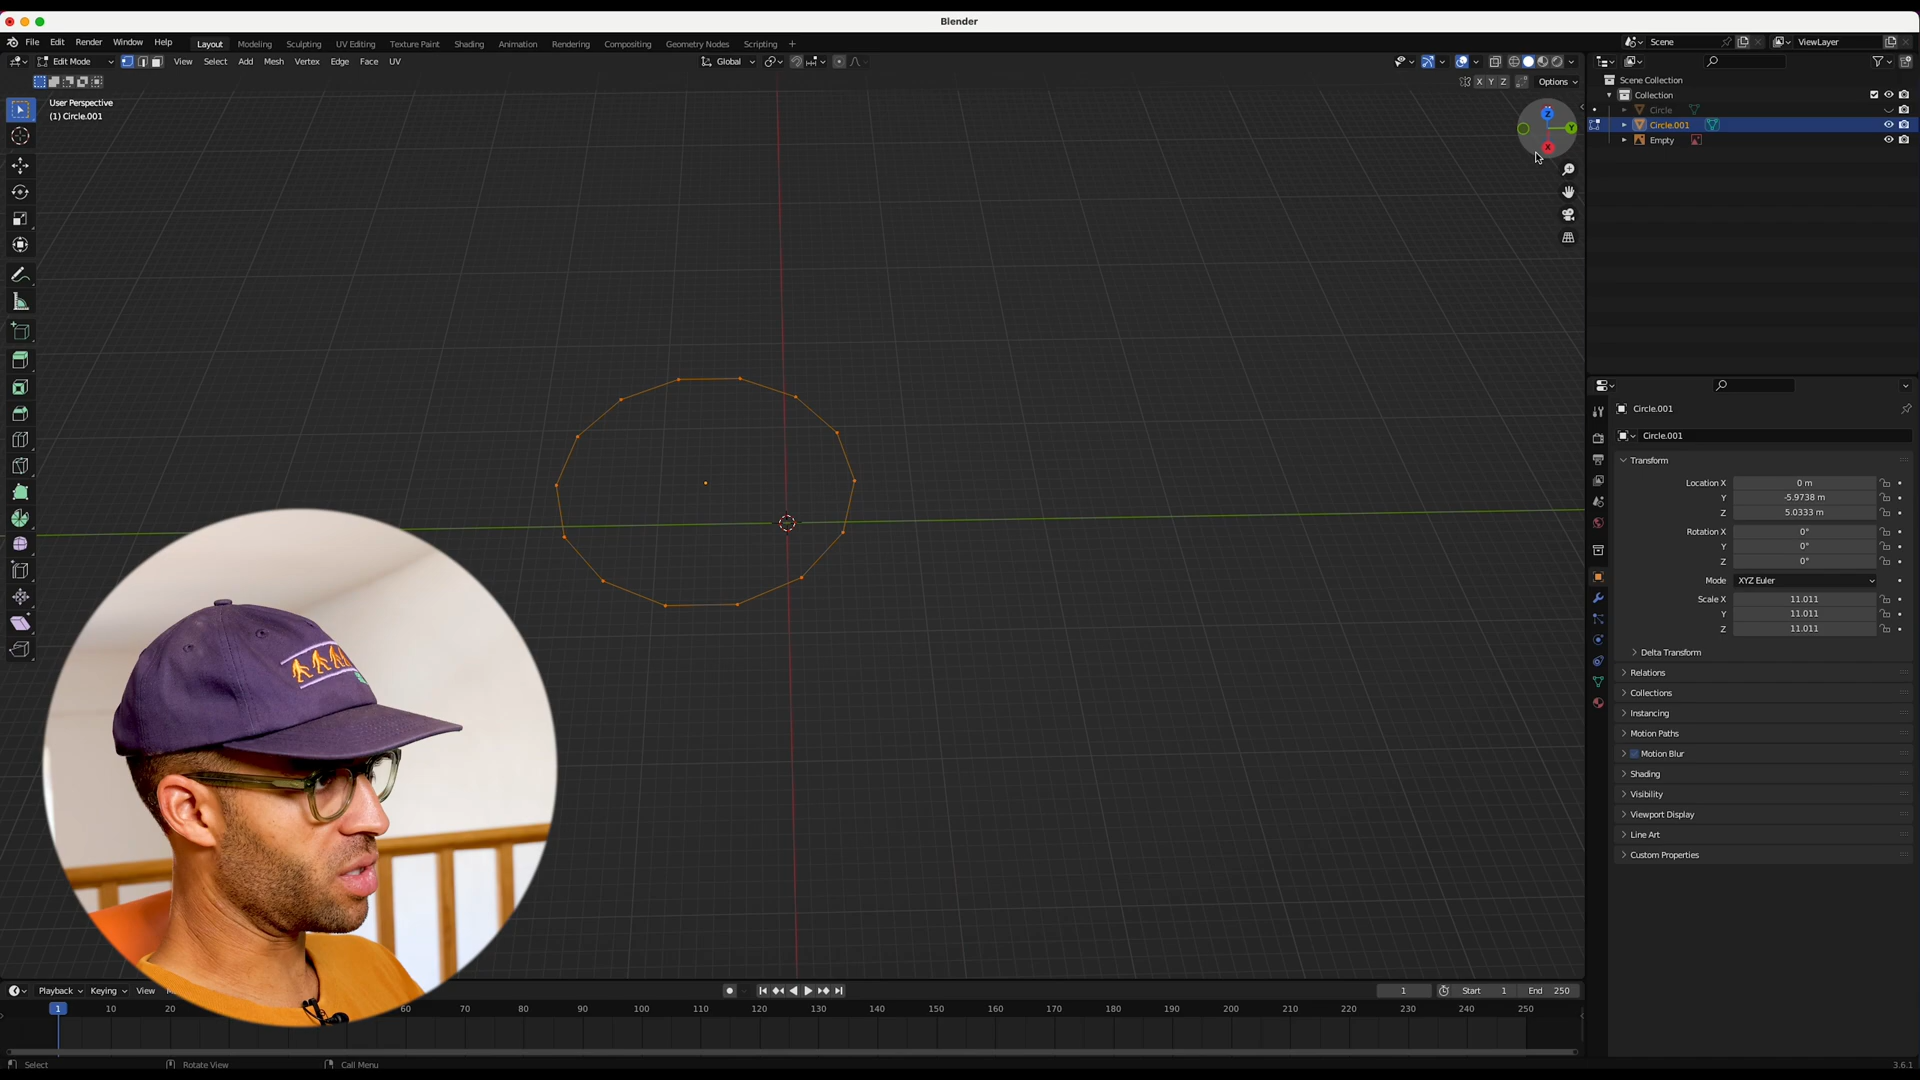 Blender
File Edit Render Window Help
Layout Modeling Sculpting UV Editing Texture Paint Shading Animation Rendering Compositing Geometry Nodes Scripting +
Scene
ViewLayer
Edit Mode View Select Add Mesh Vertex Edge Face UV
Global
X Y Z Options
User Perspective
(1) Circle.001
Z
Y
X
Scene Collection
Collection
Circle
Circle.001
Empty
Circle.001
Circle.001
Transform
Location X 0 m
Y -5.9738 m
Z 5.0333 m
Rotation X 0°
Y 0°
Z 0°
Mode XYZ Euler
Scale X 11.011
Y 11.011
Z 11.011
Delta Transform
Relations
Collections
Instancing
Motion Paths
Motion Blur
Shading
Visibility
Viewport Display
Line Art
Custom Properties
Playback Keying View
1 Start 1 End 250
1 10 20 60 70 80 90 100 110 120 130 140 150 160 170 180 190 200 210 220 230 240 250
Select Rotate View Call Menu 3.6.1